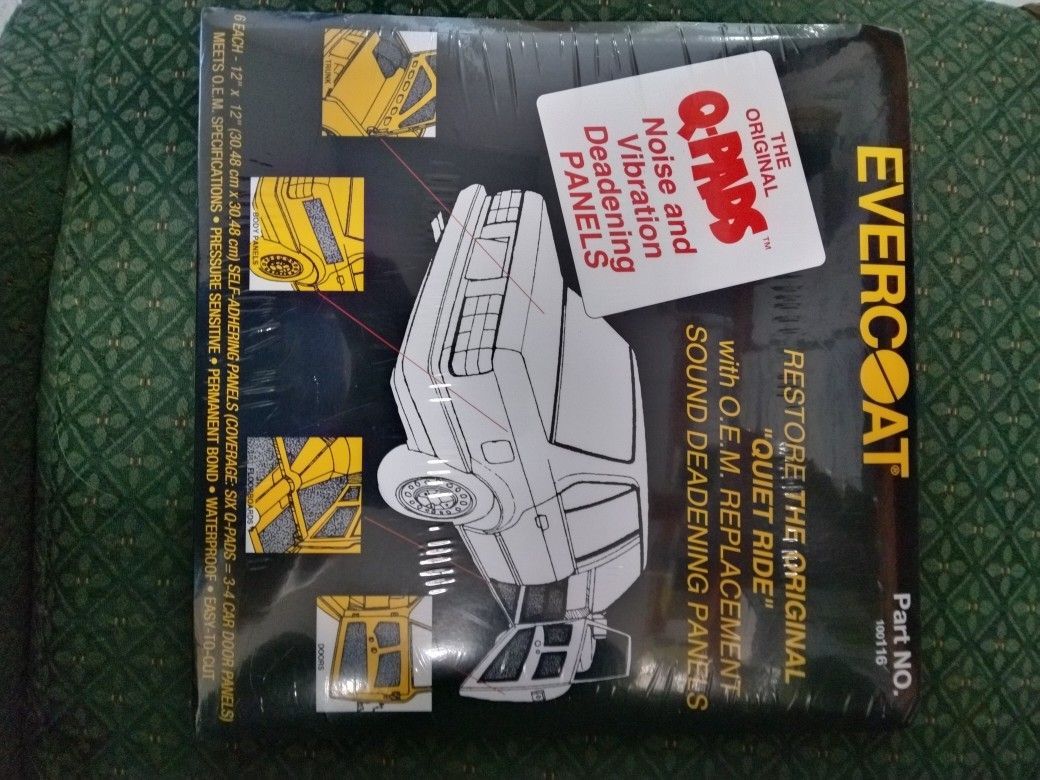 EVERCOAT®
Part NO.
100116
THE
ORIGINAL
Q-PADS™
Noise and
Vibration
Deadening
PANELS
RESTORE THE ORIGINAL
"QUIET RIDE"
with O.E.M. REPLACEMENT
SOUND DEADENING PANELS
TRUNK
BODY PANELS
FLOORBOARDS
DOORS
6 EACH - 12" x 12" (30.48 cm x 30.48 cm) SELF-ADHERING PANELS (COVERAGE: SIX Q-PADS = 3-4 CAR DOOR PANELS)
MEETS O.E.M. SPECIFICATIONS • PRESSURE SENSITIVE • PERMANENT BOND • WATERPROOF • EASY-TO-CUT